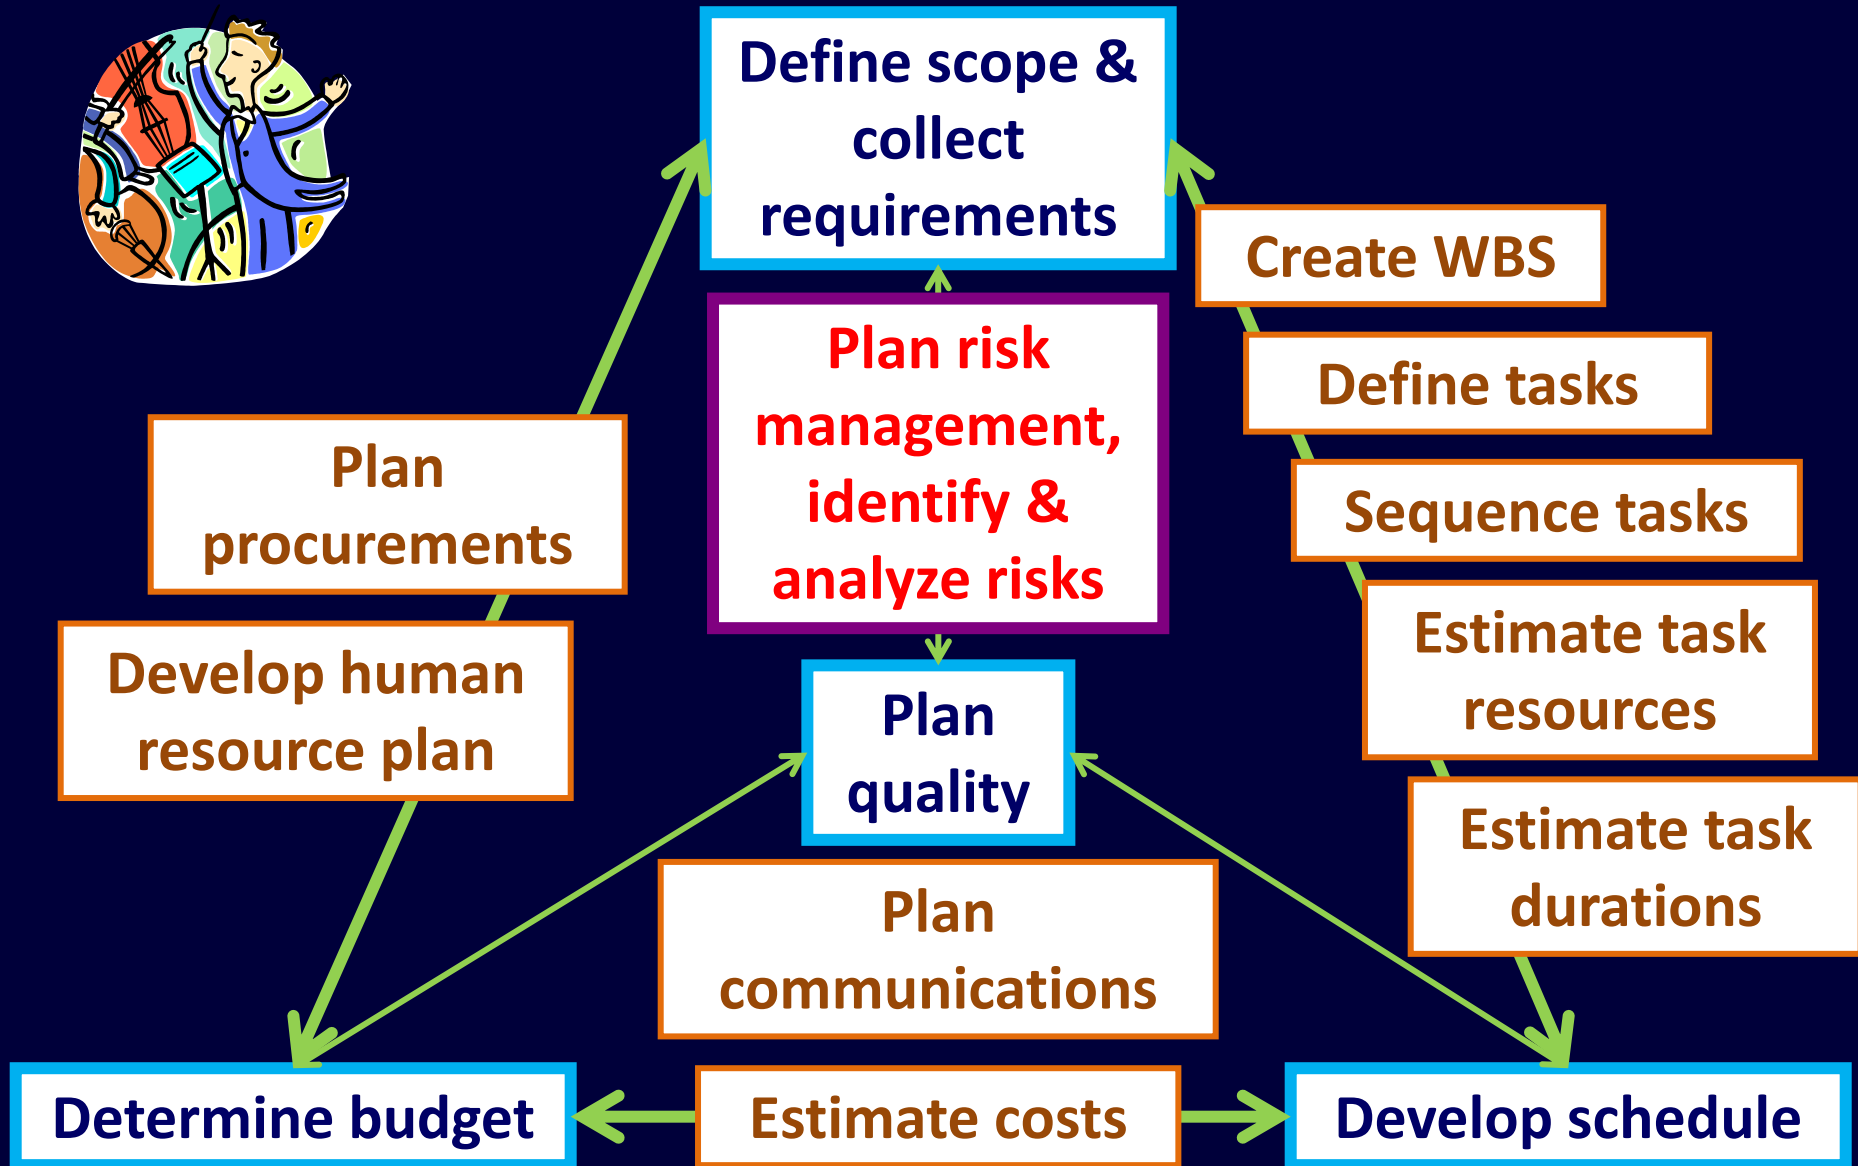 Define scope &
collect
requirements
Create WBS
Plan risk
management,
identify &
analyze risks
Define tasks
Plan
procurements
Sequence tasks
Estimate task
resources
Develop human
resource plan
Plan
quality
Estimate task
durations
Plan
communications
Determine budget
Estimate costs
Develop schedule